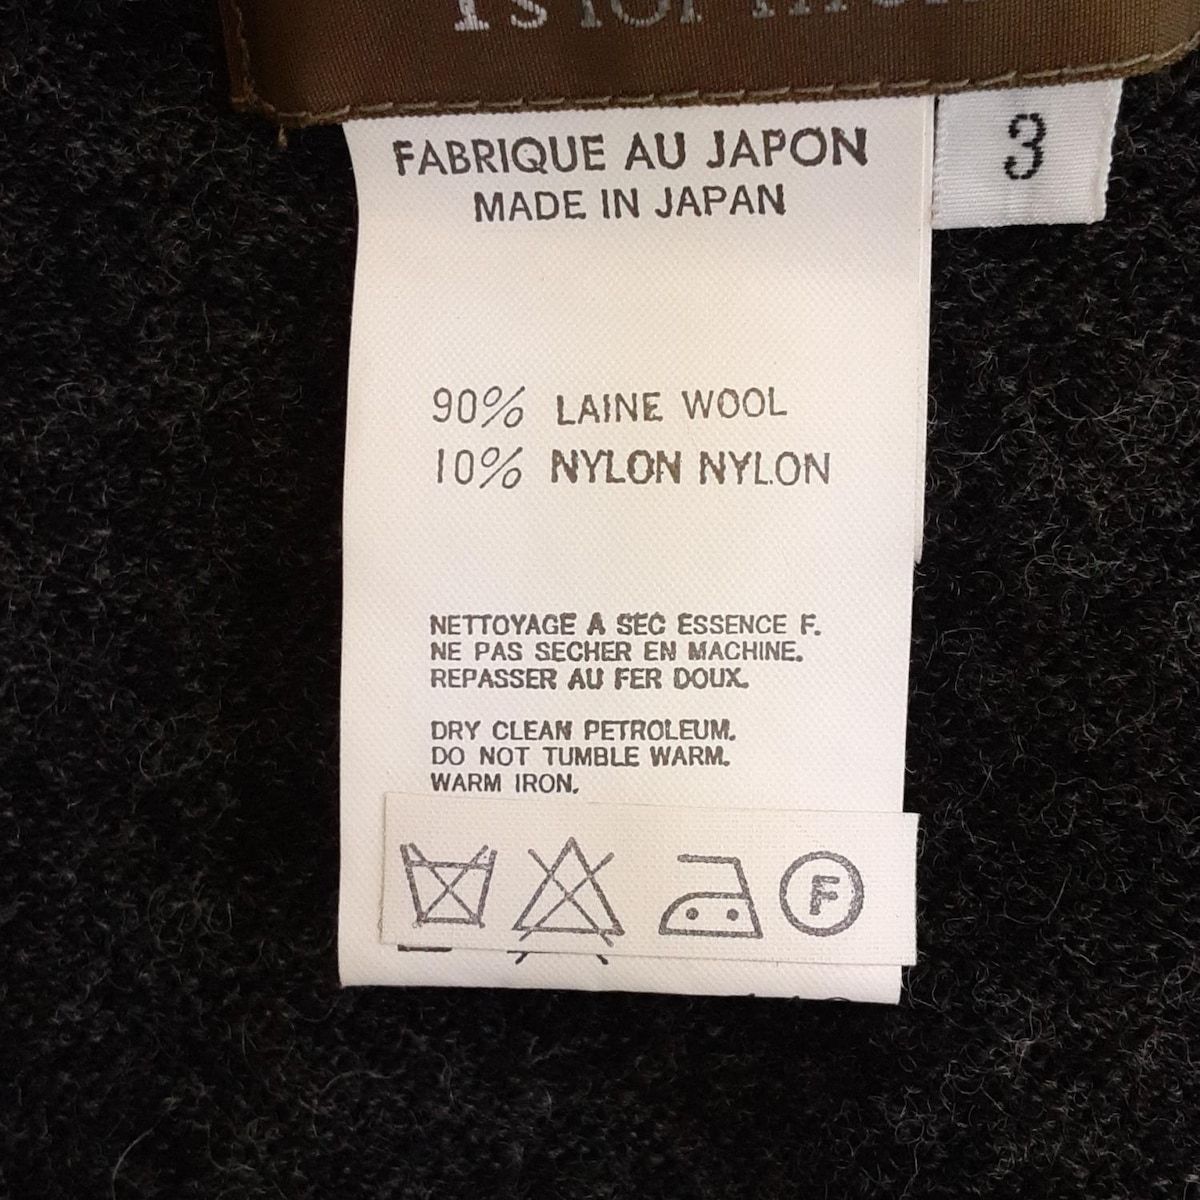 FABRIQUE AU JAPON
MADE IN JAPAN
3
90% LAINE WOOL
10% NYLON NYLON
NETTOYAGE A SEC ESSENCE F.
NE PAS SECHER EN MACHINE.
REPASSER AU FER DOUX.
DRY CLEAN PETROLEUM.
DO NOT TUMBLE WARM.
WARM IRON.
F